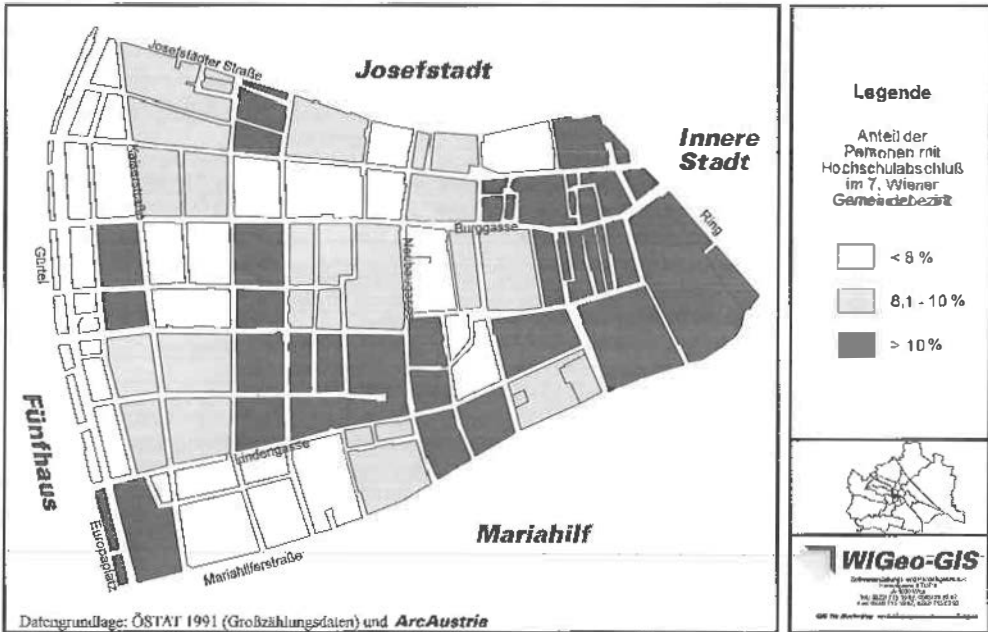 Josefstädter Straße
Josefstadt
Innere
Stadt
Kaiserstraße
Burggasse
Ring
Neubaugasse
Gürtel
Fünfhaus
Lindengasse
Mariahilf
Europaplatz
Mariahilferstraße
Datengrundlage: ÖSTAT 1991 (Großzählungsdaten) und ArcAustria
Legende
Anteil der
Personen mit
Hochschulabschluß
im 7. Wiener
Gemeindebezirk
< 8 %
8,1 - 10 %
> 10 %
WIGeo-GIS